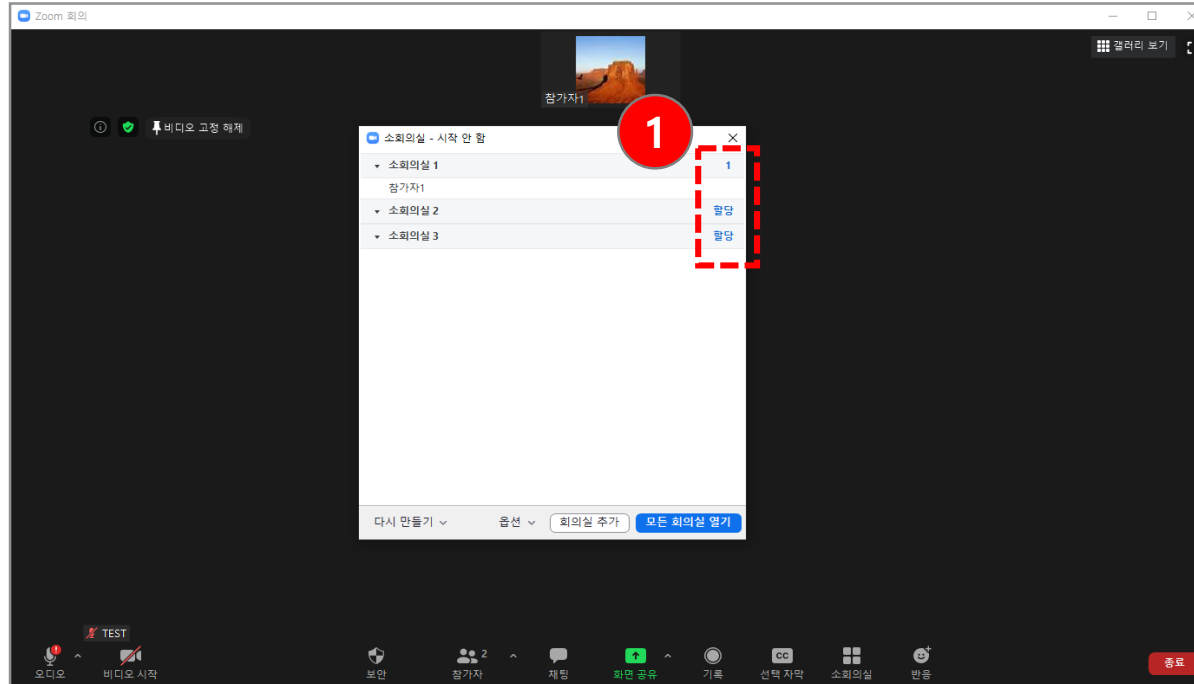 Zoom 회의
갤러리 보기
참가자1
비디오 고정 해제
1
소회의실 - 시작 안 함
소회의실 1 1
참가자1
소회의실 2 할당
소회의실 3 할당
다시 만들기 옵션 회의실 추가 모든 회의실 열기
TEST
2
오디오 비디오 시작 보안 참가자 채팅 화면 공유 기록 CC 선택 자막 소회의실 반응 종료